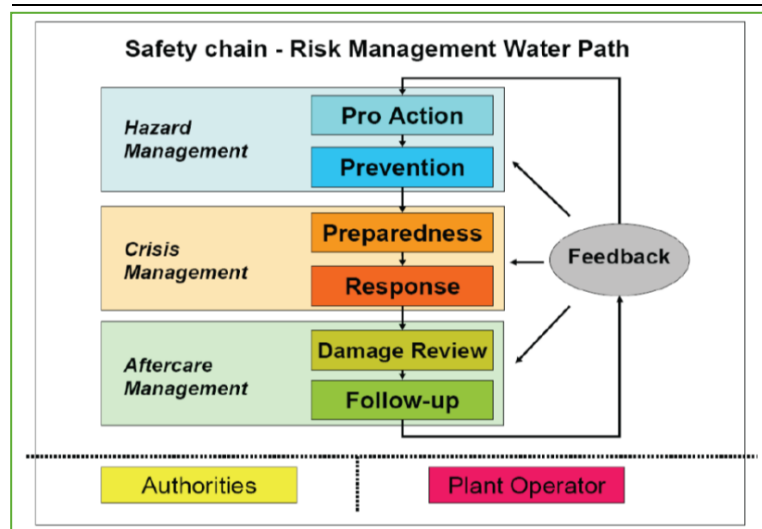 Safety chain - Risk Management Water Path
Hazard
Management
Pro Action
Prevention
Crisis
Management
Preparedness
Response
Feedback
Aftercare
Management
Damage Review
Follow-up
Authorities
Plant Operator